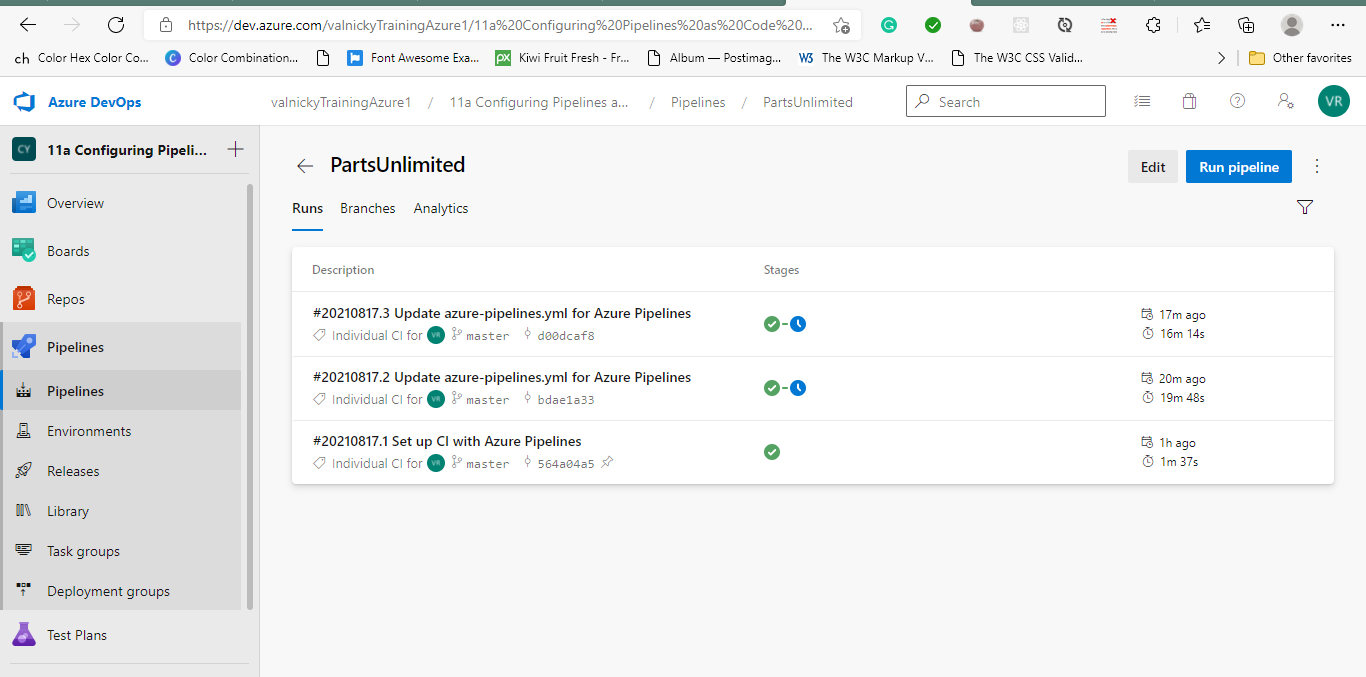 https://dev.azure.com/valnickyTrainingAzure1/11a%20Configuring%20Pipelines%20as%20Code%20...
ch Color Hex Color Co... C Color Combination... Font Awesome Exa... px Kiwi Fruit Fresh - Fr... Album — Postimag... W3 The W3C Markup V... The W3C CSS Valid... Other favorites
Azure DevOps valnickyTrainingAzure1 / 11a Configuring Pipelines a... / Pipelines / PartsUnlimited Search VR
CY 11a Configuring Pipeli...
Overview
Boards
Repos
Pipelines
Pipelines
Environments
Releases
Library
Task groups
Deployment groups
Test Plans
PartsUnlimited
Edit Run pipeline
Runs Branches Analytics
Description Stages
#20210817.3 Update azure-pipelines.yml for Azure Pipelines 17m ago
Individual CI for VR master d00dcaf8 16m 14s
#20210817.2 Update azure-pipelines.yml for Azure Pipelines 20m ago
Individual CI for VR master bdae1a33 19m 48s
#20210817.1 Set up CI with Azure Pipelines 1h ago
Individual CI for VR master 564a04a5 1m 37s